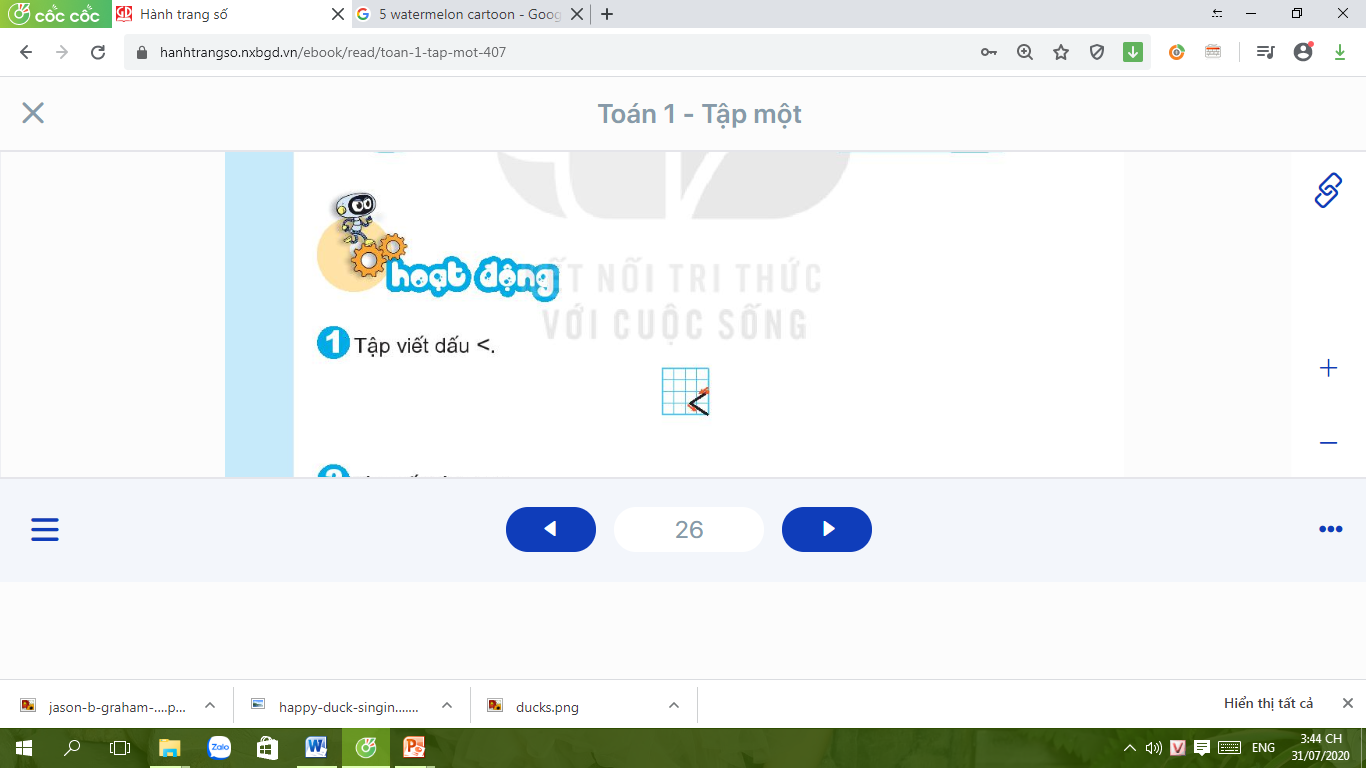 cốc cốc
Hành trang số
5 watermelon cartoon - Goog
hanhtrangso.nxbgd.vn/ebook/read/toan-1-tap-mot-407
Toán 1 - Tập một
hoạt động
KẾT NỐI TRI THỨC
VỚI CUỘC SỐNG
1 Tập viết dấu <.
<
2
26
jason-b-graham-....p...
happy-duck-singin.......
ducks.png
Hiển thị tất cả
Zalo
ENG
3:44 CH
31/07/2020